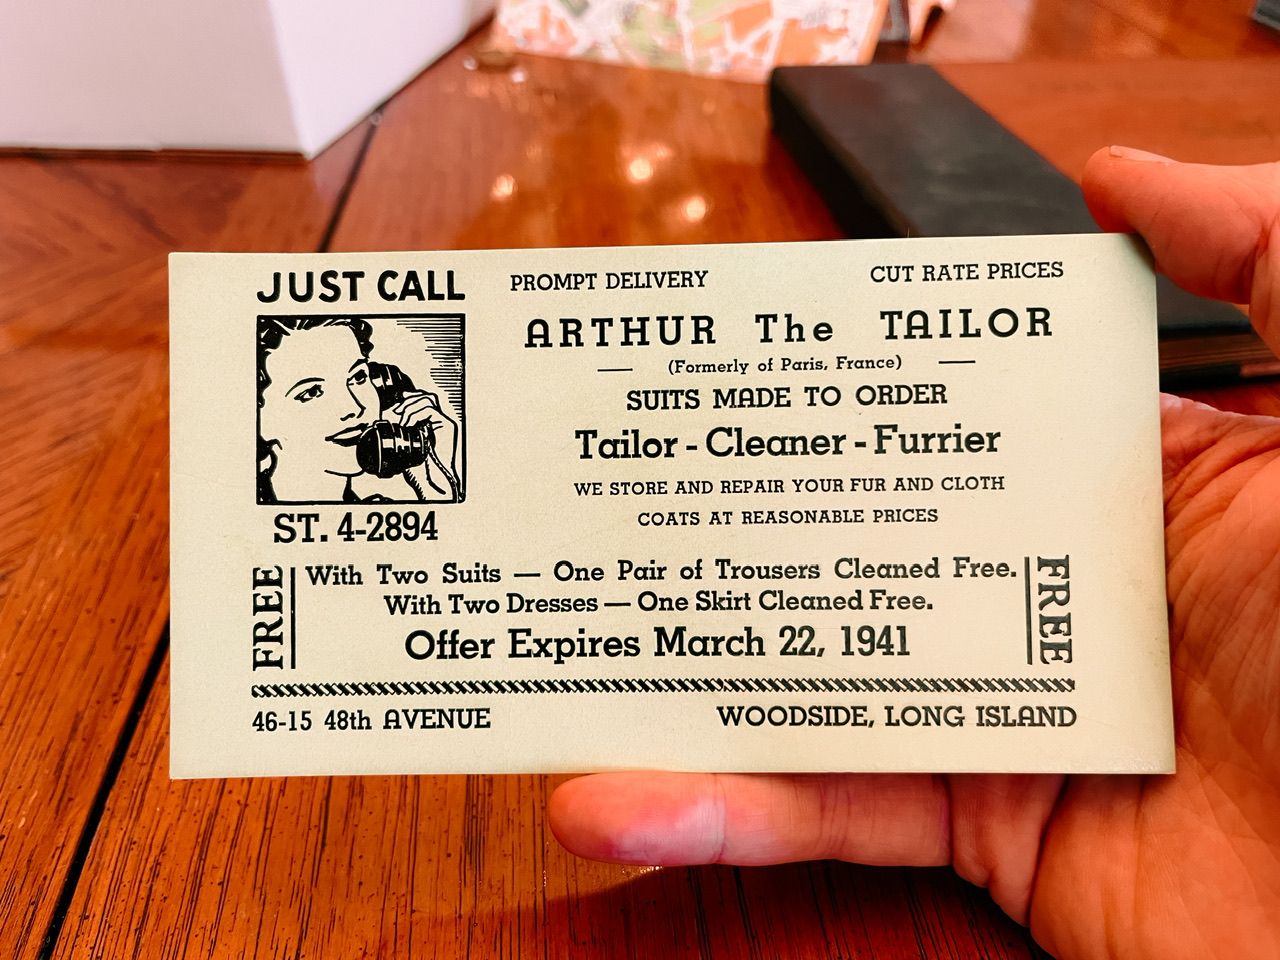 JUST CALL
ST. 4-2894
PROMPT DELIVERY
CUT RATE PRICES
ARTHUR The TAILOR
(Formerly of Paris, France)
SUITS MADE TO ORDER
Tailor - Cleaner - Furrier
WE STORE AND REPAIR YOUR FUR AND CLOTH
COATS AT REASONABLE PRICES
FREE
With Two Suits — One Pair of Trousers Cleaned Free.
With Two Dresses — One Skirt Cleaned Free.
Offer Expires March 22, 1941
FREE
46-15 48th AVENUE
WOODSIDE, LONG ISLAND